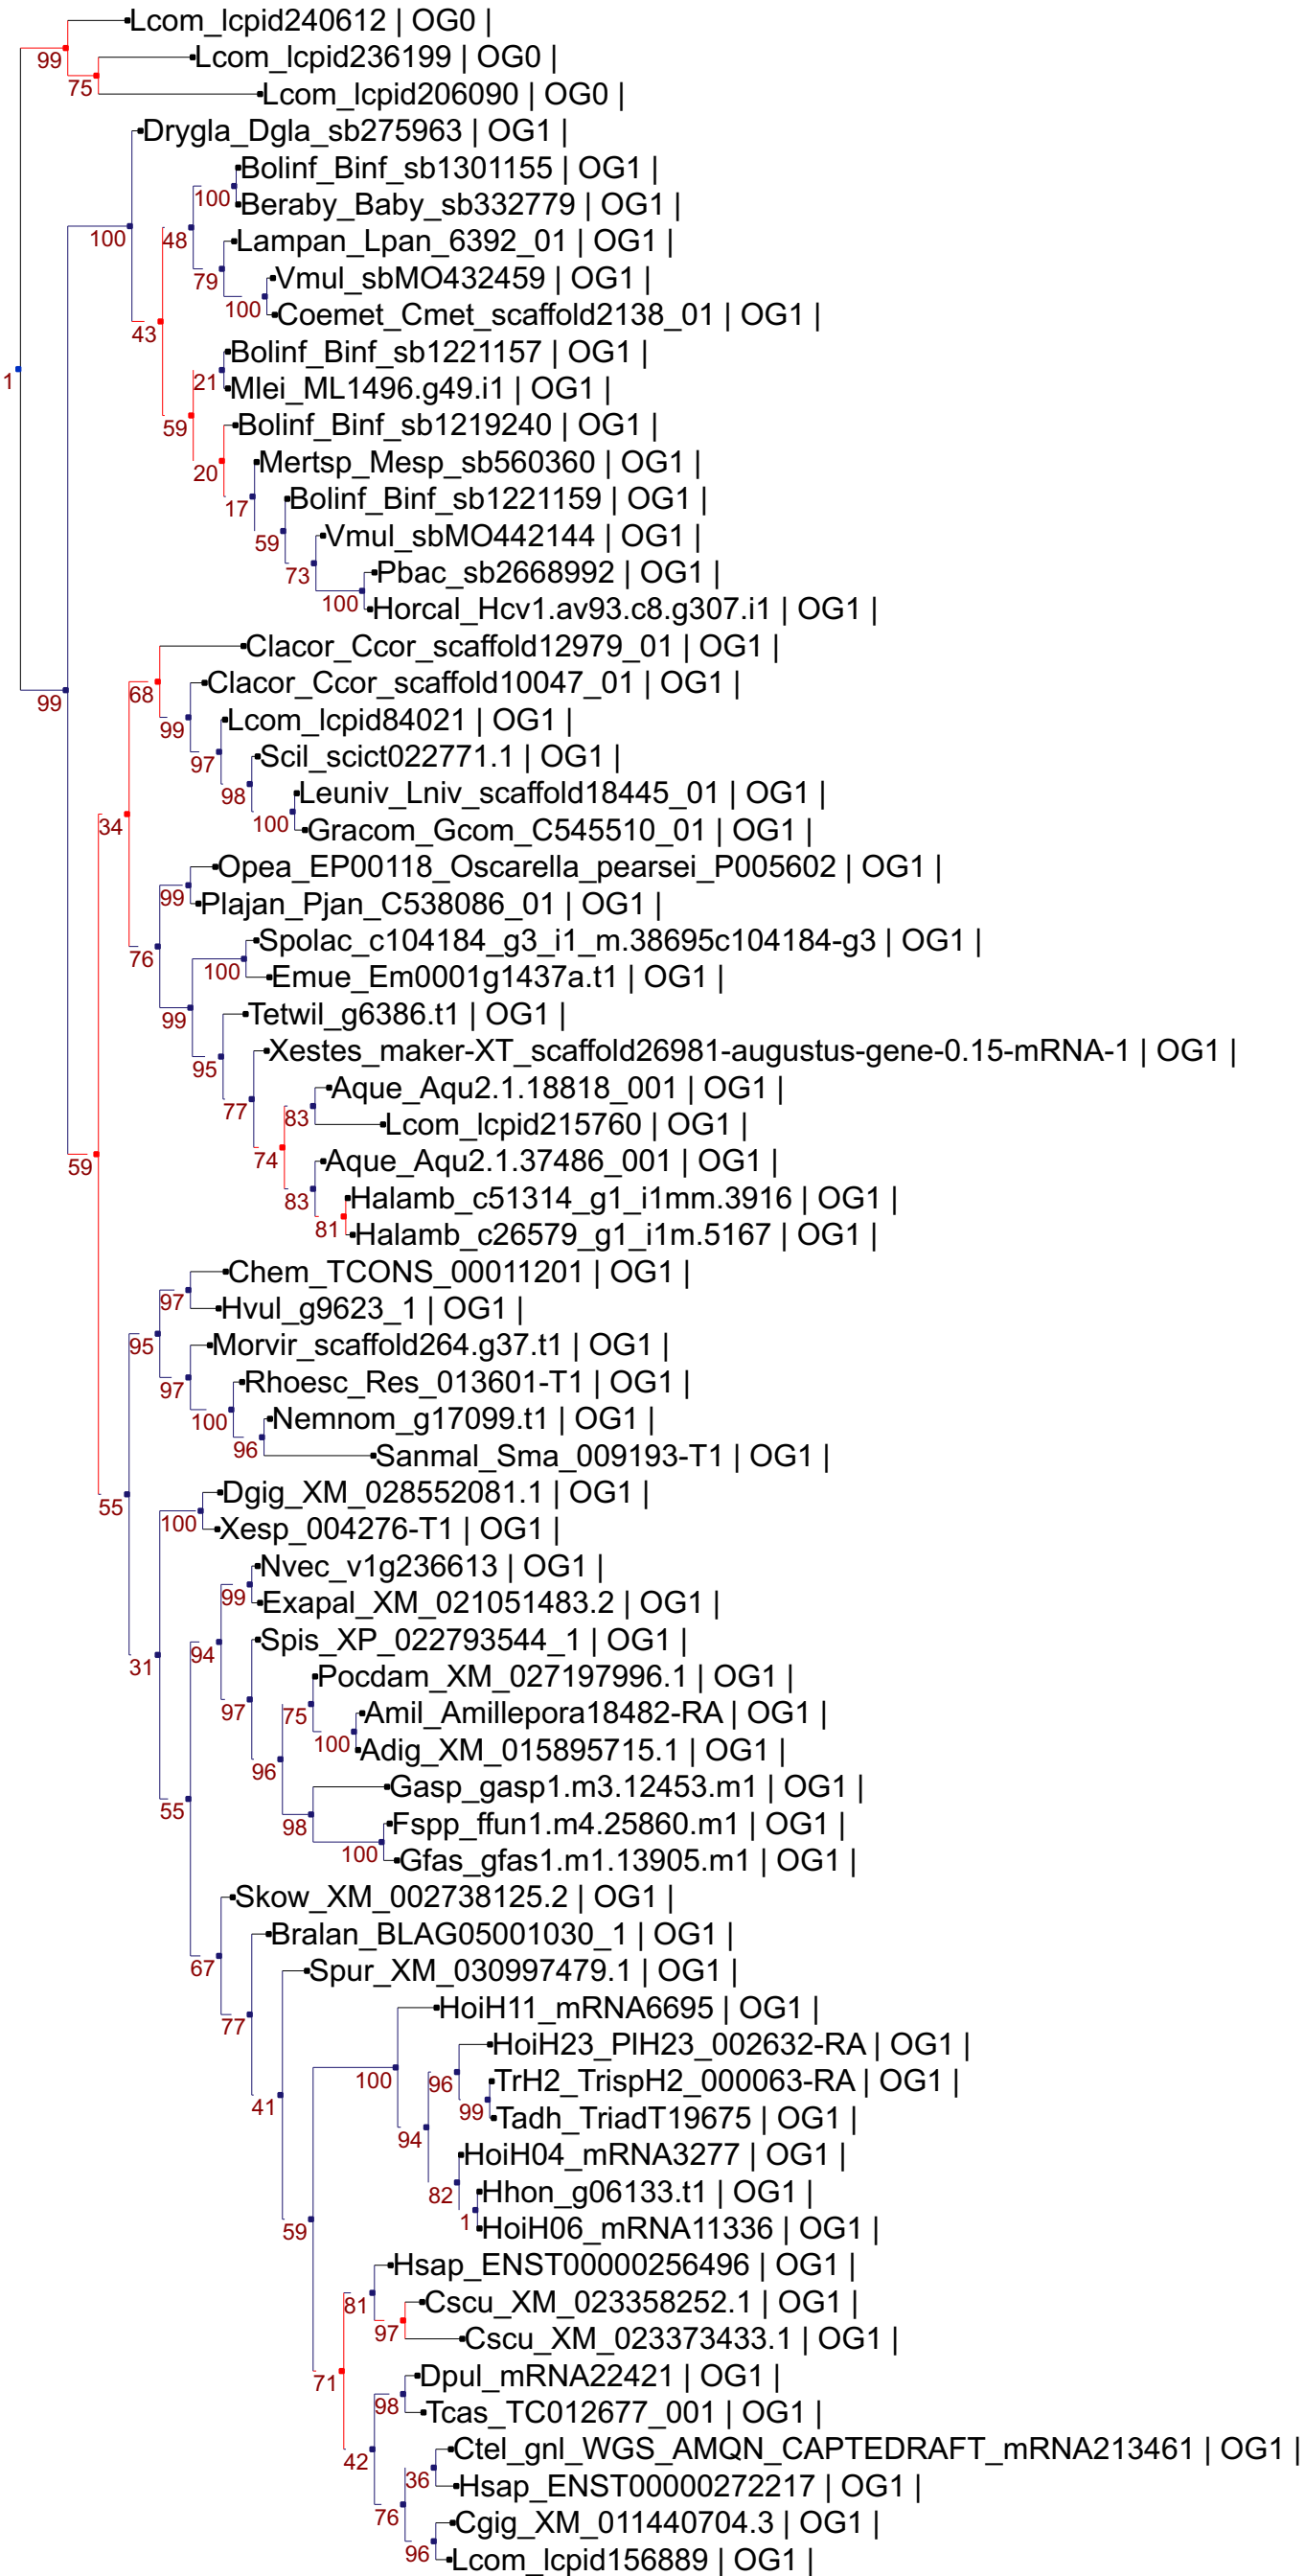 Lcom_lcpid240612 | OG0 |
99
Lcom_lcpid236199 | OG0 |
75
Lcom_lcpid206090 | OG0 |
Drygla_Dgla_sb275963 | OG1 |
Bolinf_Binf_sb1301155 | OG1 |
100
Beraby_Baby_sb332779 | OG1 |
100
48
Lampan_Lpan_6392_01 | OG1 |
79
Vmul_sbMO432459 | OG1 |
100
Coemet_Cmet_scaffold2138_01 | OG1 |
43
Bolinf_Binf_sb1221157 | OG1 |
1
21
Mlei_ML1496.g49.i1 | OG1 |
59
Bolinf_Binf_sb1219240 | OG1 |
20
Mertsp_Mesp_sb560360 | OG1 |
17
Bolinf_Binf_sb1221159 | OG1 |
59
Vmul_sbMO442144 | OG1 |
73
Pbac_sb2668992 | OG1 |
100
Horcal_Hcv1.av93.c8.g307.i1 | OG1 |
Clacor_Ccor_scaffold12979_01 | OG1 |
68
Clacor_Ccor_scaffold10047_01 | OG1 |
99
99
Lcom_lcpid84021 | OG1 |
97
Scil_scict022771.1 | OG1 |
98
Leuniv_Lniv_scaffold18445_01 | OG1 |
34
100
Gracom_Gcom_C545510_01 | OG1 |
Opea_EP00118_Oscarella_pearsei_P005602 | OG1 |
99
Plajan_Pjan_C538086_01 | OG1 |
76
Spolac_c104184_g3_i1_m.38695c104184-g3 | OG1 |
100
Emue_Em0001g1437a.t1 | OG1 |
99
Tetwil_g6386.t1 | OG1 |
95
Xestes_maker-XT_scaffold26981-augustus-gene-0.15-mRNA-1 | OG1 |
77
Aque_Aqu2.1.18818_001 | OG1 |
83
Lcom_lcpid215760 | OG1 |
59
74
Aque_Aqu2.1.37486_001 | OG1 |
83
Halamb_c51314_g1_i1mm.3916 | OG1 |
81
Halamb_c26579_g1_i1m.5167 | OG1 |
Chem_TCONS_00011201 | OG1 |
97
Hvul_g9623_1 | OG1 |
95
Morvir_scaffold264.g37.t1 | OG1 |
97
Rhoesc_Res_013601-T1 | OG1 |
100
Nemnom_g17099.t1 | OG1 |
96
Sanmal_Sma_009193-T1 | OG1 |
55
Dgig_XM_028552081.1 | OG1 |
100
Xesp_004276-T1 | OG1 |
Nvec_v1g236613 | OG1 |
99
Exapal_XM_021051483.2 | OG1 |
94
Spis_XP_022793544_1 | OG1 |
31
Pocdam_XM_027197996.1 | OG1 |
97
75
Amil_Amillepora18482-RA | OG1 |
100
Adig_XM_015895715.1 | OG1 |
96
Gasp_gasp1.m3.12453.m1 | OG1 |
55
98
Fspp_ffun1.m4.25860.m1 | OG1 |
100
Gfas_gfas1.m1.13905.m1 | OG1 |
Skow_XM_002738125.2 | OG1 |
Bralan_BLAG05001030_1 | OG1 |
67
Spur_XM_030997479.1 | OG1 |
77
HoiH11_mRNA6695 | OG1 |
HoiH23_PlH23_002632-RA | OG1 |
100
96
TrH2_TrispH2_000063-RA | OG1 |
41
99
Tadh_TriadT19675 | OG1 |
94
HoiH04_mRNA3277 | OG1 |
82
Hhon_g06133.t1 | OG1 |
59
1
HoiH06_mRNA11336 | OG1 |
Hsap_ENST00000256496 | OG1 |
81
Cscu_XM_023358252.1 | OG1 |
97
Cscu_XM_023373433.1 | OG1 |
71
Dpul_mRNA22421 | OG1 |
98
Tcas_TC012677_001 | OG1 |
42
Ctel_gnl_WGS_AMQN_CAPTEDRAFT_mRNA213461 | OG1 |
36
Hsap_ENST00000272217 | OG1 |
76
Cgig_XM_011440704.3 | OG1 |
96
Lcom_lcpid156889 | OG1 |